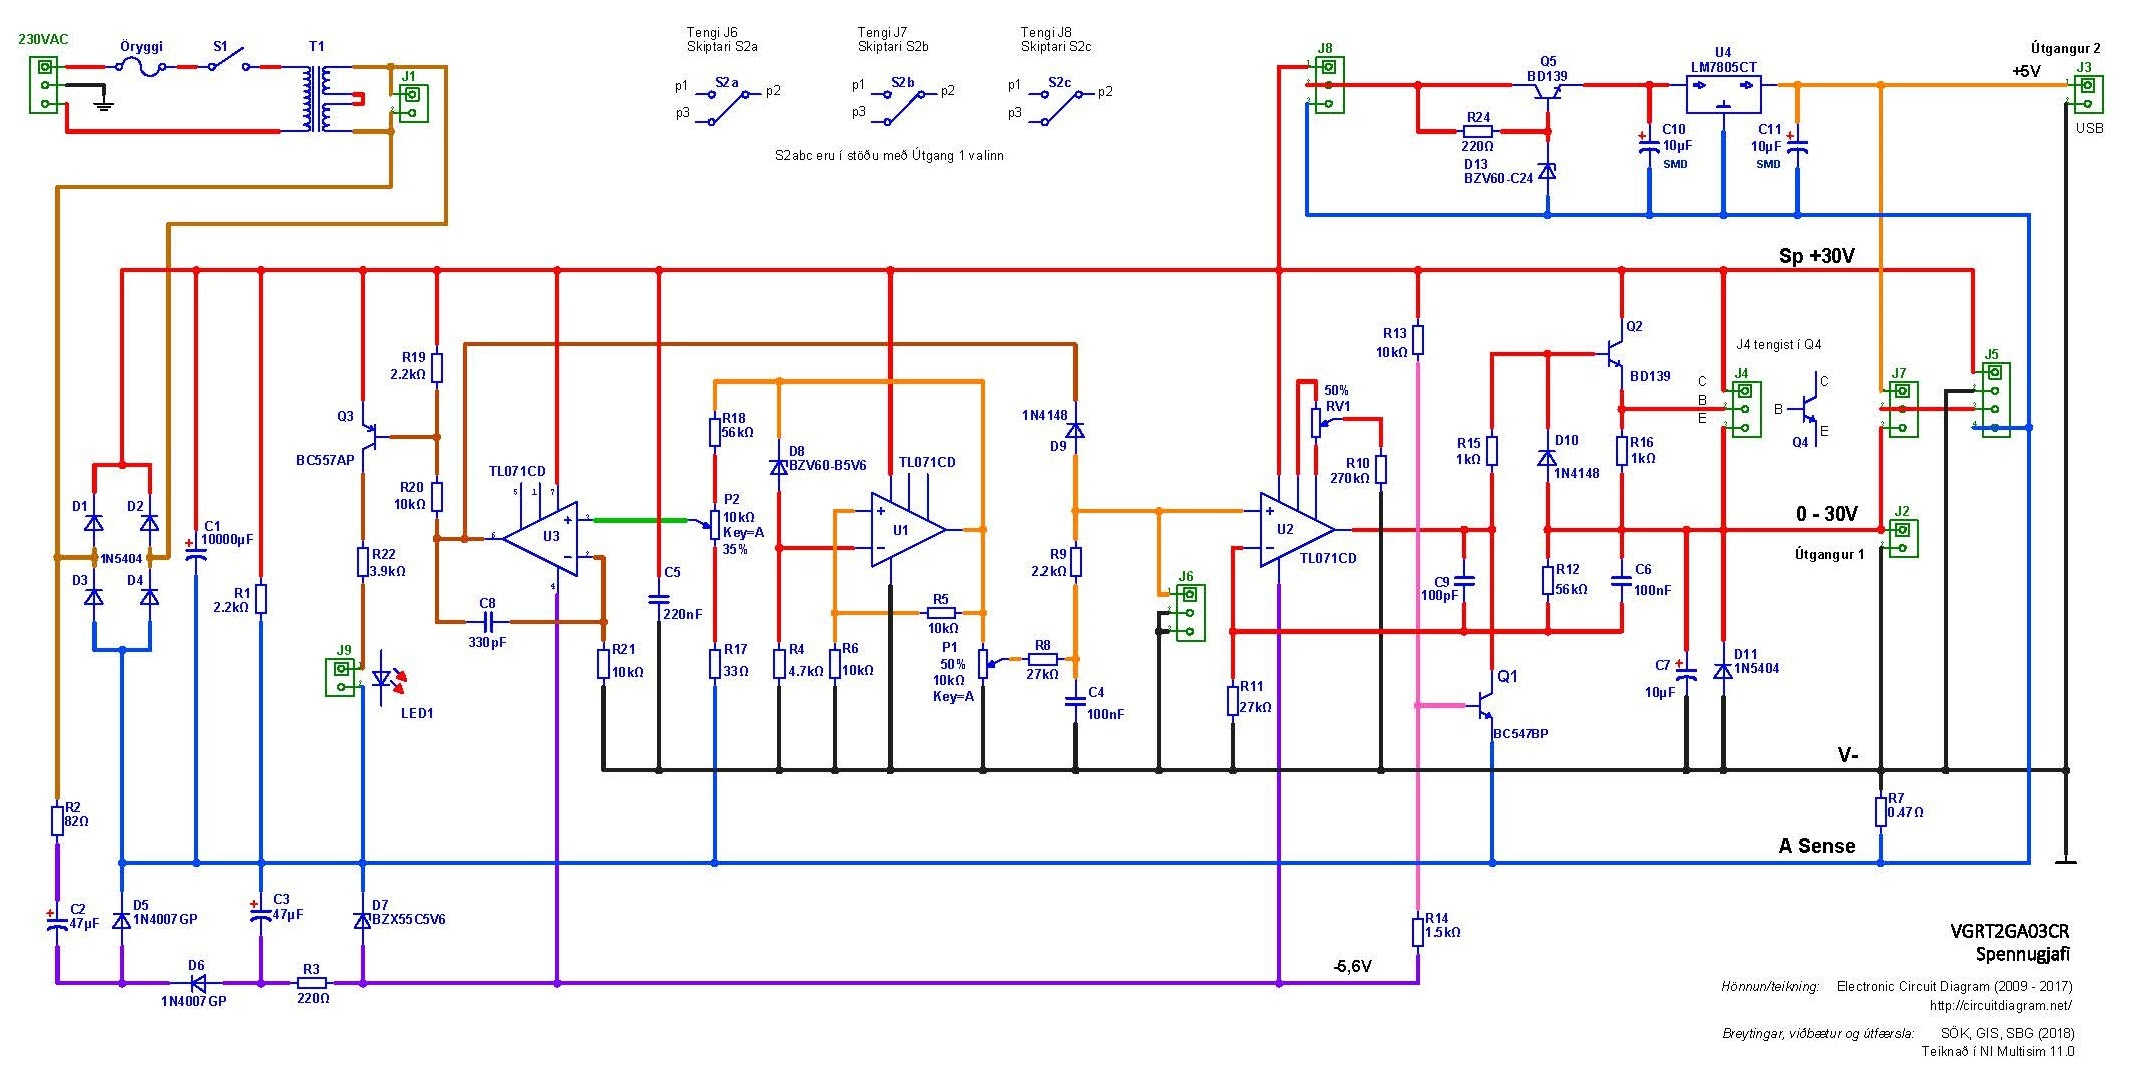 230VAC
Öryggi
S1
T1
J1
Tengi J6
Skiptari S2a
p1
S2a
p2
p3
Tengi J7
Skiptari S2b
p1
S2b
p2
p3
Tengi J8
Skiptari S2c
p1
S2c
p2
p3
S2abc eru í stöðu með Útgang 1 valinn
J8
Q5
BD139
U4
LM7805CT
Útgangur 2
+5V
J3
USB
R24
220Ω
D13
BZV60-C24
C10
10µF
SMD
C11
10µF
SMD
Sp +30V
R19
2.2kΩ
Q3
BC557AP
R20
10kΩ
TL071CD
U3
R22
3.9kΩ
C8
330pF
R21
10kΩ
J9
LED1
D1
D2
1N5404
D3
D4
C1
10000µF
R1
2.2kΩ
C5
220nF
R18
56kΩ
D8
BZV60-B5V6
P2
10kΩ
Key=A
35%
R17
33Ω
R4
4.7kΩ
R6
10kΩ
TL071CD
U1
R5
10kΩ
P1
50%
10kΩ
Key=A
R8
27kΩ
1N4148
D9
R9
2.2kΩ
C4
100nF
J6
U2
TL071CD
50%
RV1
R10
270kΩ
R11
27kΩ
R13
10kΩ
R15
1kΩ
D10
1N4148
Q2
BD139
R16
1kΩ
C9
100pF
R12
56kΩ
C6
100nF
Q1
BC547BP
C7
10µF
D11
1N5404
J4 tengist í Q4
J4
C
B
E
C
B
E
Q4
J7
J5
0 - 30V
J2
Útgangur 1
V-
R7
0.47Ω
A Sense
R2
82Ω
C2
47µF
D5
1N4007GP
C3
47µF
D7
BZX55C5V6
D6
1N4007GP
R3
220Ω
-5,6V
R14
1.5kΩ
VGRT2GA03CR
Spennugjafi
Hönnun/teikning: Electronic Circuit Diagram (2009 - 2017)
http://circuitdiagram.net/
Breytingar, viðbætur og útfærsla: SÖK, GIS, SBG (2018)
Teiknað í NI Multisim 11.0